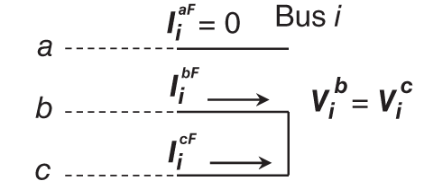 I_i^{aF} = 0 Bus i
a
I_i^{bF}
b
V_i^b = V_i^c
I_i^{cF}
c